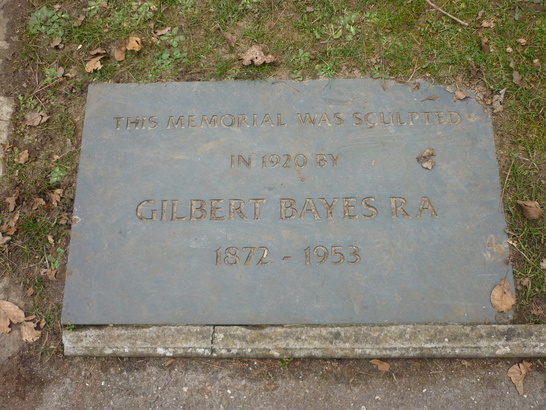 THIS MEMORIAL WAS SCULPTED
IN 1920 BY
GILBERT BAYES RA
1872 - 1953